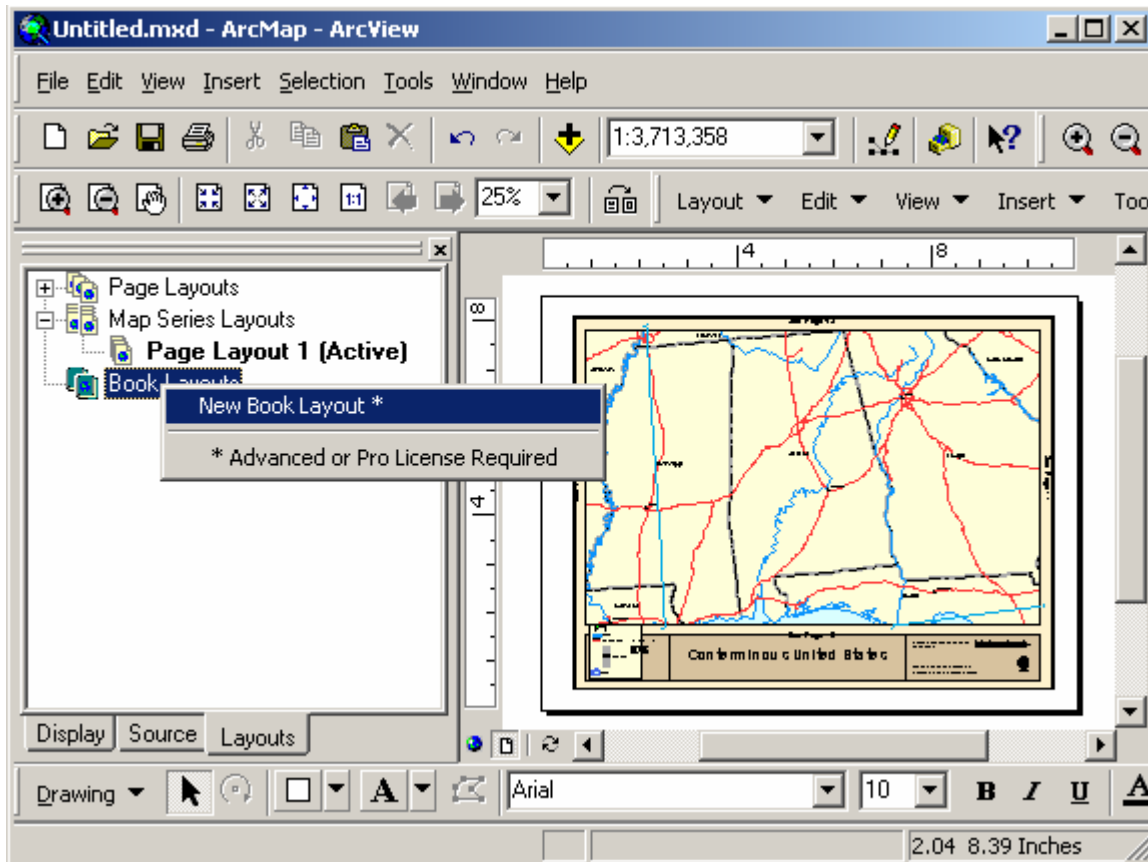 Untitled.mxd - ArcMap - ArcView
File Edit View Insert Selection Tools Window Help
1:3,713,358
1:1
25%
Layout Edit View Insert Too
Page Layouts
Map Series Layouts
Page Layout 1 (Active)
Book Layouts
New Book Layout *
* Advanced or Pro License Required
4
8
8
4
Conterminous United States
Display Source Layouts
Drawing A Arial 10 B I U A
2.04 8.39 Inches